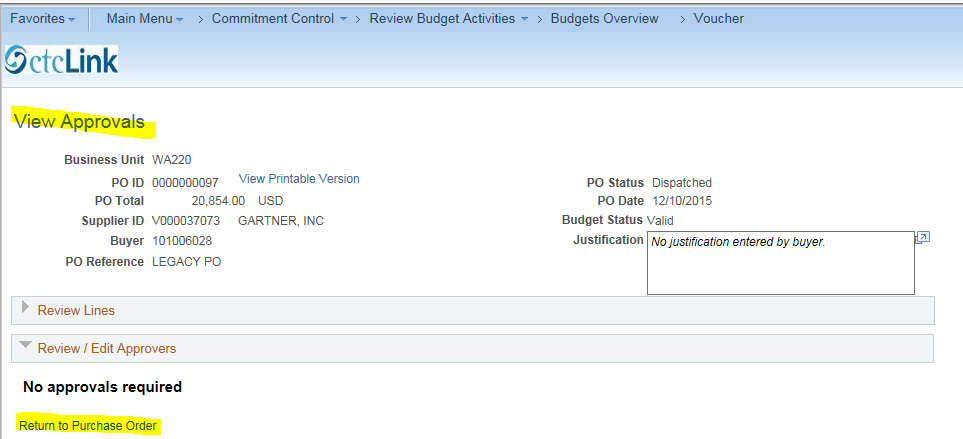 Favorites Main Menu > Commitment Control > Review Budget Activities > Budgets Overview > Voucher
ctcLink
View Approvals
Business Unit WA220
PO ID 0000000097 View Printable Version PO Status Dispatched
PO Total 20,854.00 USD PO Date 12/10/2015
Supplier ID V000037073 GARTNER, INC Budget Status Valid
Buyer 101006028 Justification No justification entered by buyer.
PO Reference LEGACY PO
Review Lines
Review / Edit Approvers
No approvals required
Return to Purchase Order